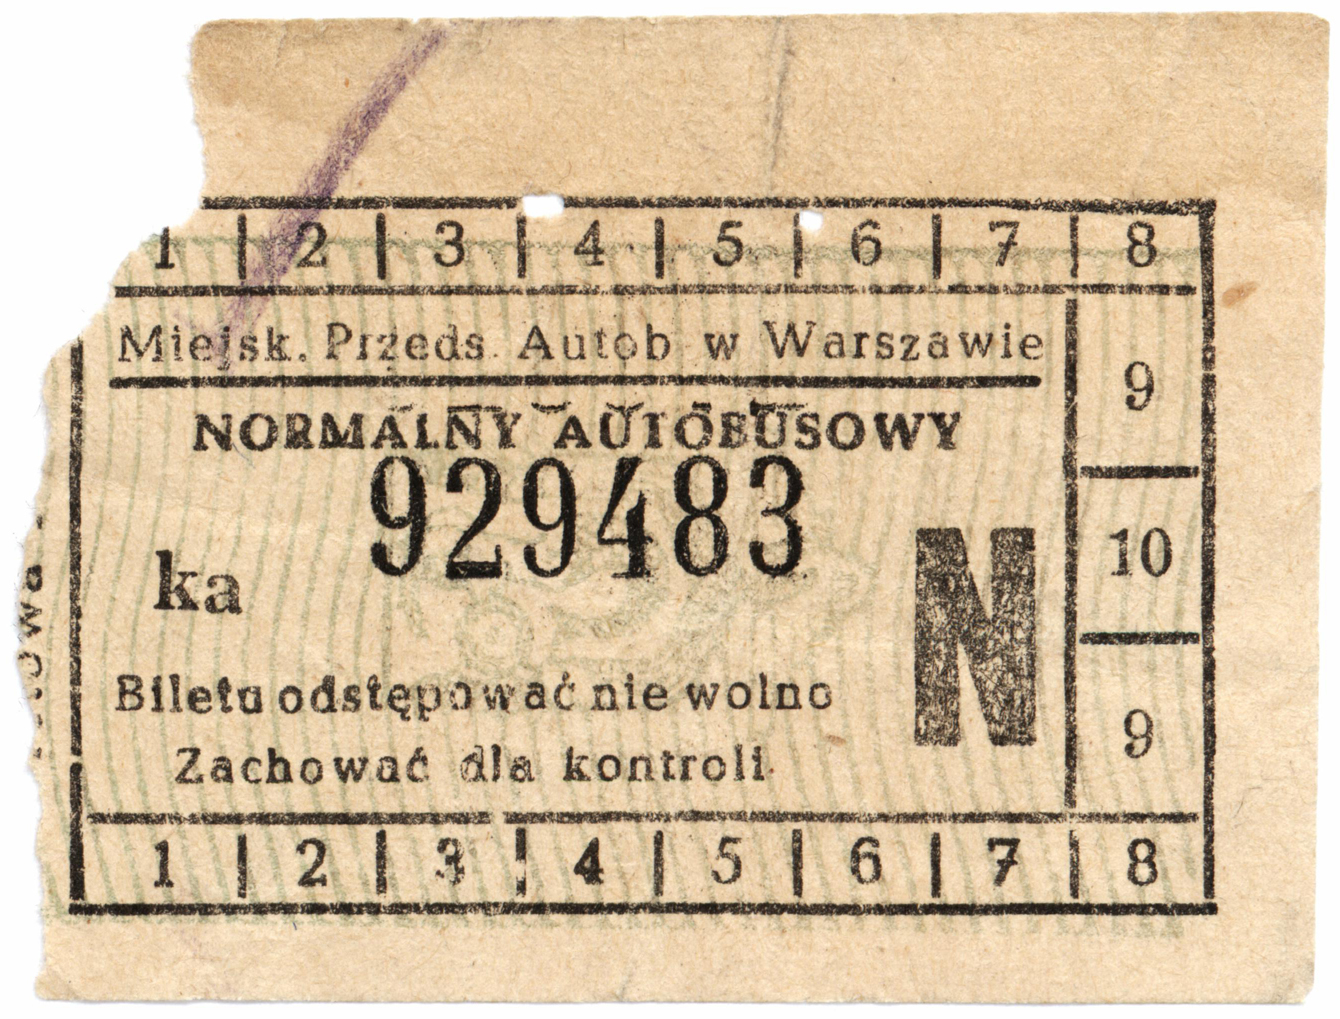 1 | 2 | 3 | 4 | 5 | 6 | 7 | 8
Miejsk. Przeds. Autob w Warszawie
9
NORMALNY AUTOBUSOWY
929483
ka
N
10
Biletu odstępować nie wolno
9
Zachować dla kontroli
1 | 2 | 3 | 4 | 5 | 6 | 7 | 8